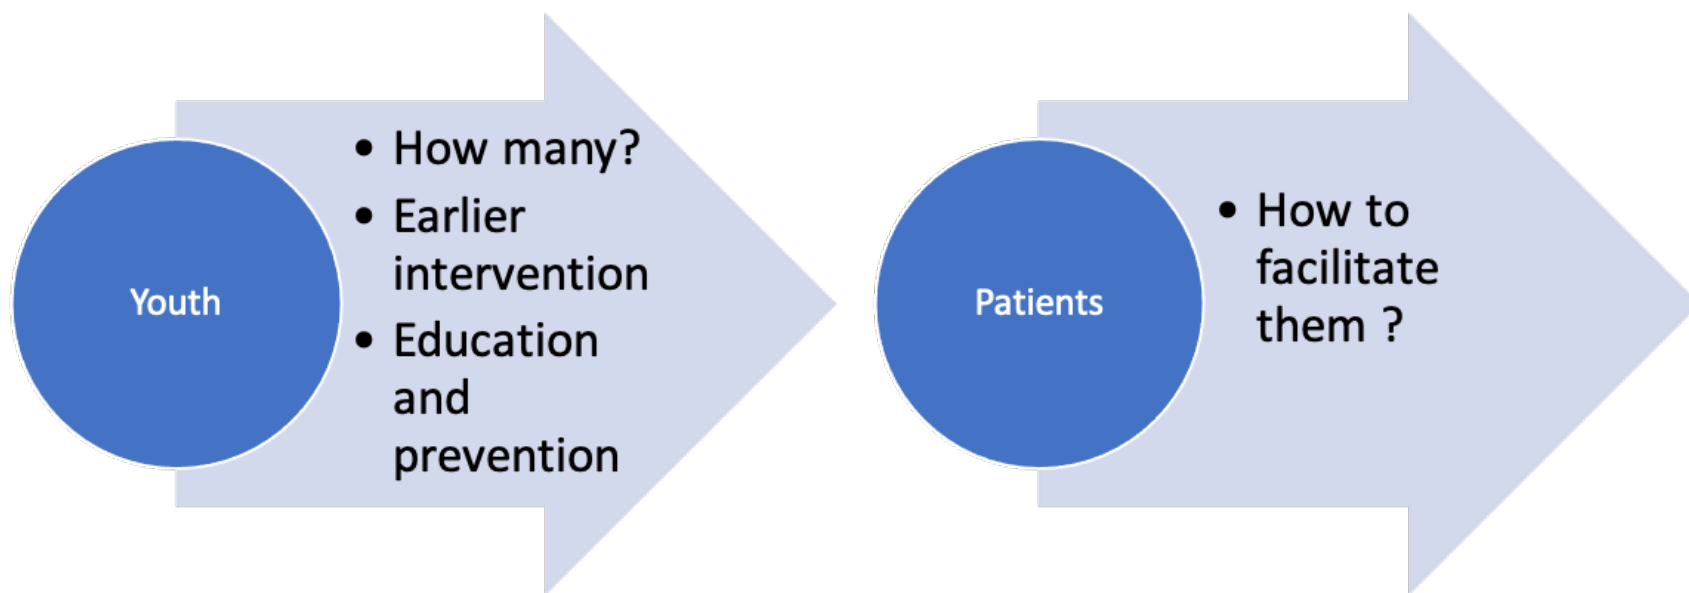 Youth
• How many?
• Earlier
intervention
• Education
and
prevention
Patients
• How to
facilitate
them ?